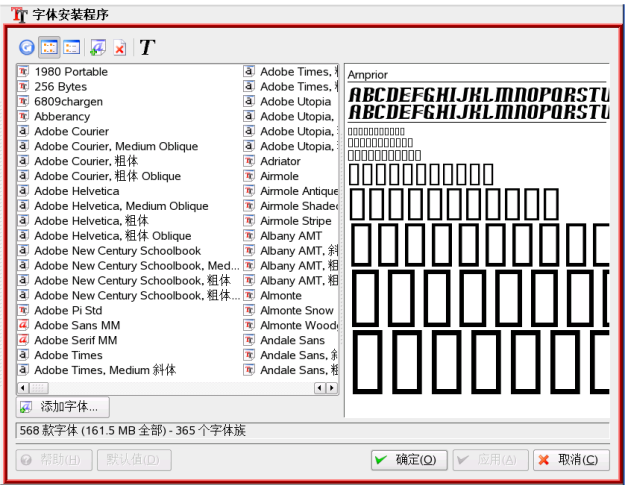 字体安装程序
1980 Portable
256 Bytes
6809chargen
Abberancy
Adobe Courier
Adobe Courier, Medium Oblique
Adobe Courier, 粗体
Adobe Courier, 粗体 Oblique
Adobe Helvetica
Adobe Helvetica, Medium Oblique
Adobe Helvetica, 粗体
Adobe Helvetica, 粗体 Oblique
Adobe New Century Schoolbook
Adobe New Century Schoolbook, Med...
Adobe New Century Schoolbook, 粗体
Adobe New Century Schoolbook, 粗体...
Adobe Pi Std
Adobe Sans MM
Adobe Serif MM
Adobe Times
Adobe Times, Medium 斜体
Adobe Times,
Adobe Times,
Adobe Utopia
Adobe Utopia,
Adobe Utopia,
Adobe Utopia,
Adriator
Airmole
Airmole Antique
Airmole Shaded
Airmole Stripe
Albany AMT
Albany AMT, 斜
Albany AMT, 粗
Albany AMT, 粗
Almonte
Almonte Snow
Almonte Woodg
Andale Sans
Andale Sans, 斜
Andale Sans, 粗
Amprior
ABCDEFGHIJKLMNOPQRSTU
ABCDEFGHIJKLMNOPQRSTU
添加字体...
568 款字体 (161.5 MB 全部) - 365 个字体族
帮助(H)
默认值(D)
确定(O)
应用(A)
取消(C)